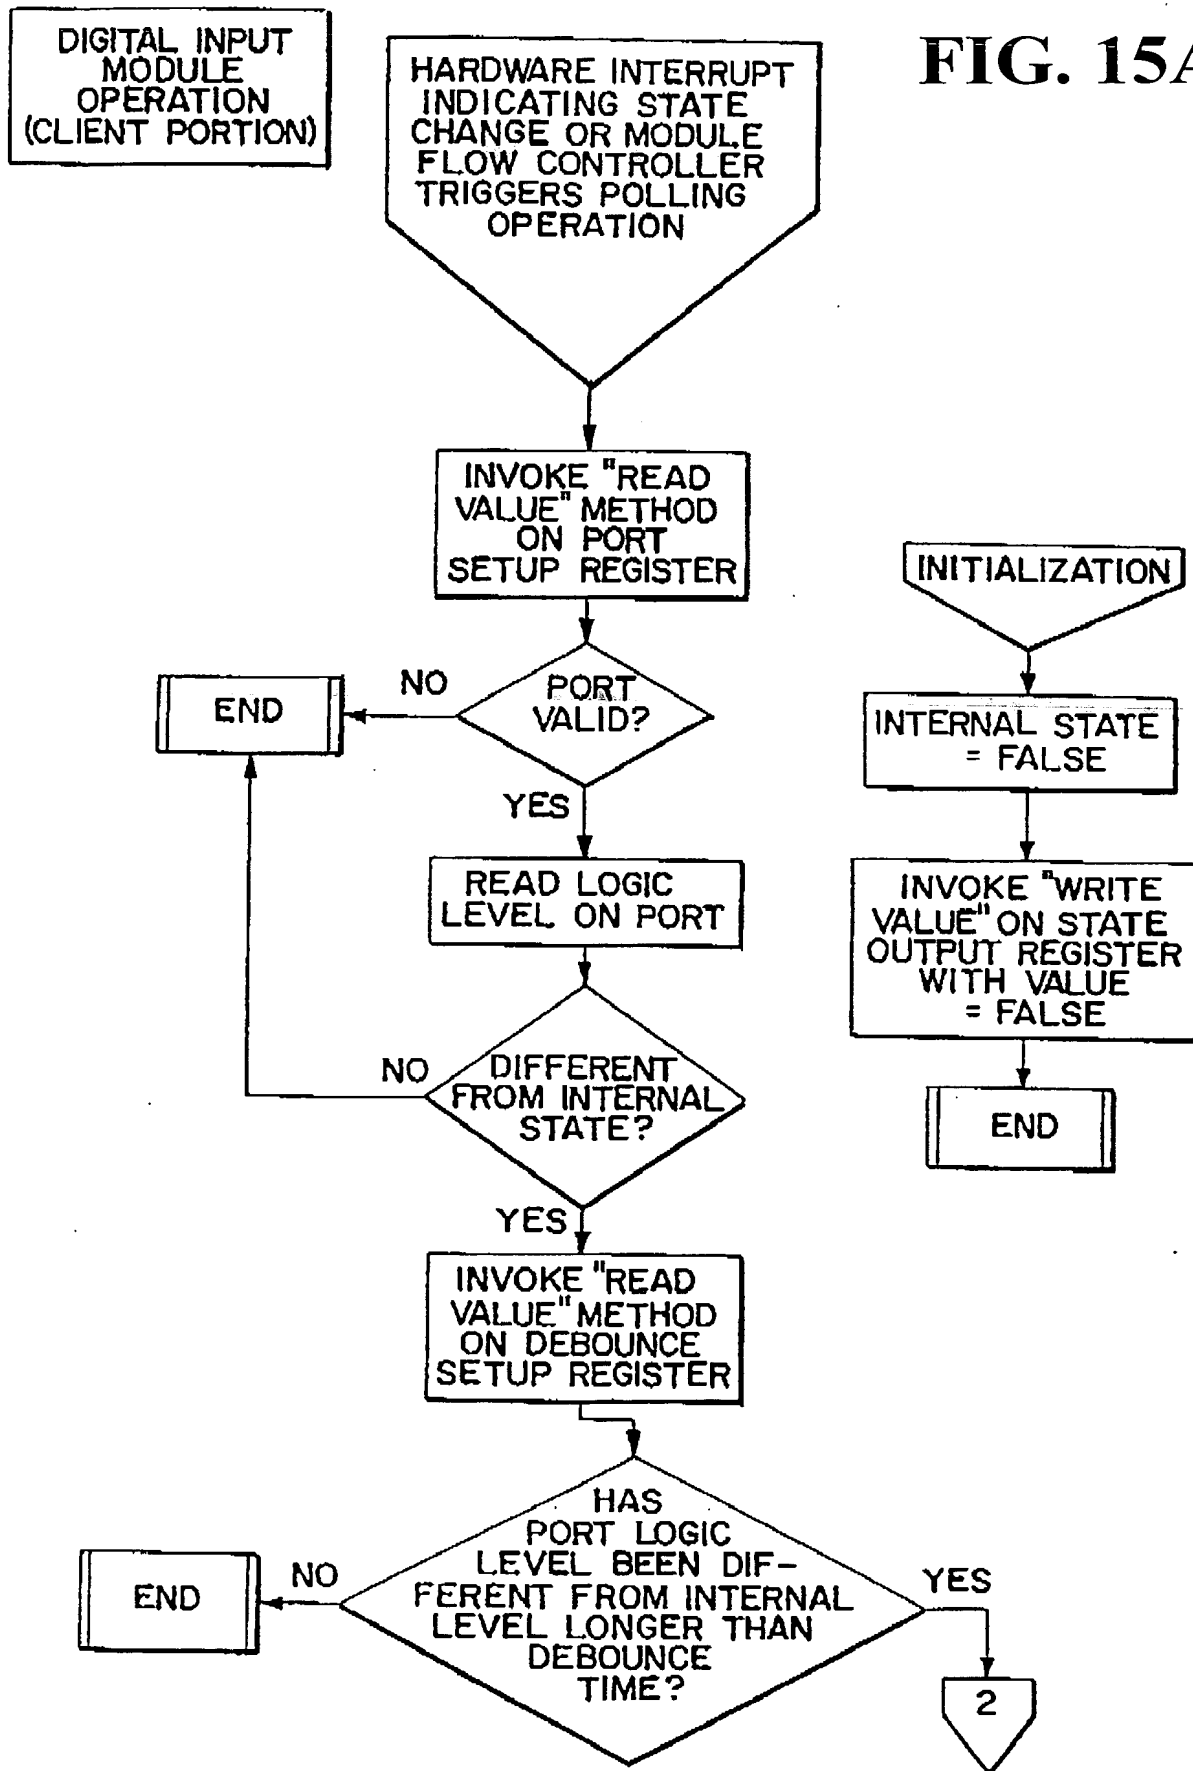 DIGITAL INPUT
MODULE
OPERATION
(CLIENT PORTION)
HARDWARE INTERRUPT
INDICATING STATE
CHANGE OR MODULE
FLOW CONTROLLER
TRIGGERS POLLING
OPERATION
FIG. 15A
INVOKE "READ
VALUE" METHOD
ON PORT
SETUP REGISTER
PORT
VALID?
NO
END
YES
READ LOGIC
LEVEL ON PORT
DIFFERENT
FROM INTERNAL
STATE?
NO
YES
INVOKE "READ
VALUE" METHOD
ON DEBOUNCE
SETUP REGISTER
HAS
PORT LOGIC
LEVEL BEEN DIF-
FERENT FROM INTERNAL
LEVEL LONGER THAN
DEBOUNCE
TIME?
NO
END
YES
2
INITIALIZATION
INTERNAL STATE
= FALSE
INVOKE "WRITE
VALUE" ON STATE
OUTPUT REGISTER
WITH VALUE
= FALSE
END